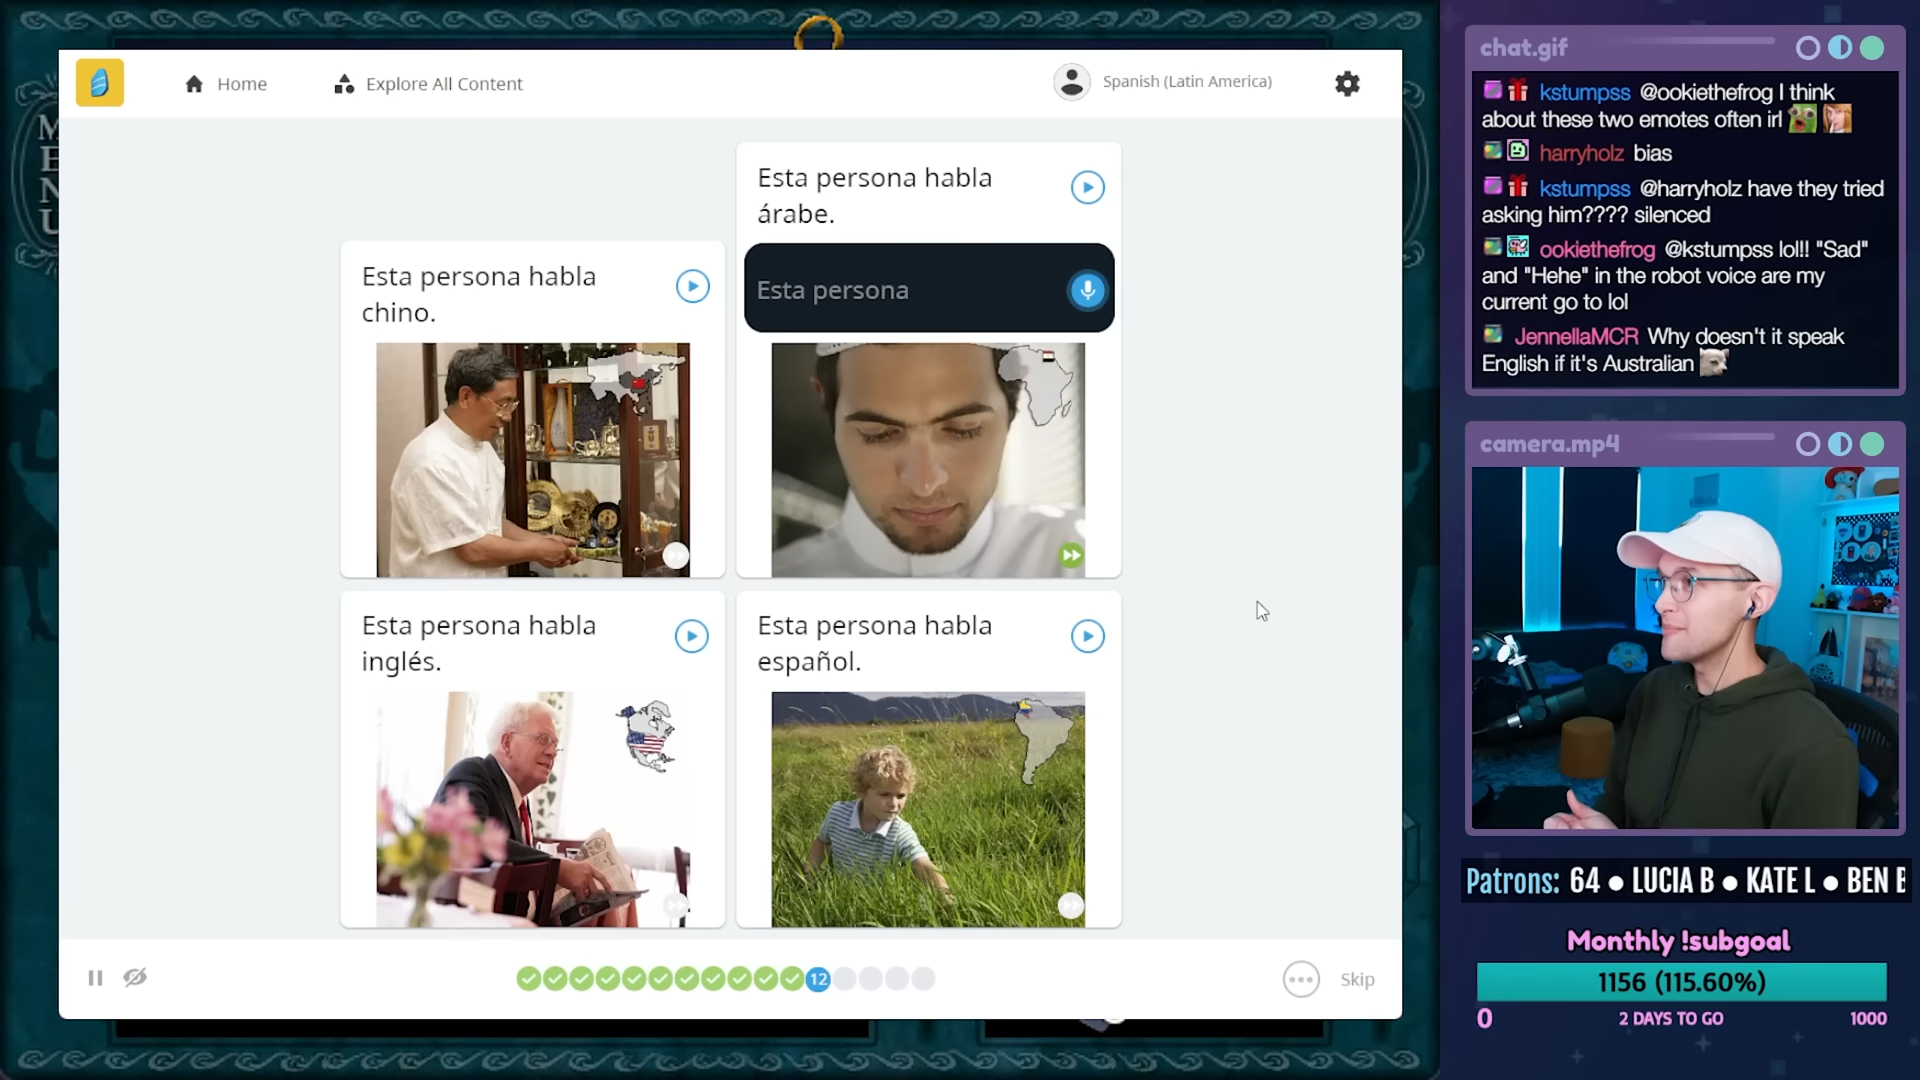 Home
Explore All Content
Spanish (Latin America)
Esta persona habla
árabe.
Esta persona
Esta persona habla
chino.
Esta persona habla
inglés.
Esta persona habla
español.
12
Skip
chat.gif
kstumpss @ookiethefrog I think
about these two emotes often irl
harryholz bias
kstumpss @harryholz have they tried
asking him???? silenced
ookiethefrog @kstumpss lol!! "Sad"
and "Hehe" in the robot voice are my
current go to lol
JennellaMCR Why doesn't it speak
English if it's Australian
camera.mp4
Patrons: 64 ● LUCIA B ● KATE L ● BEN B
Monthly !subgoal
1156 (115.60%)
0 2 DAYS TO GO 1000
MENU